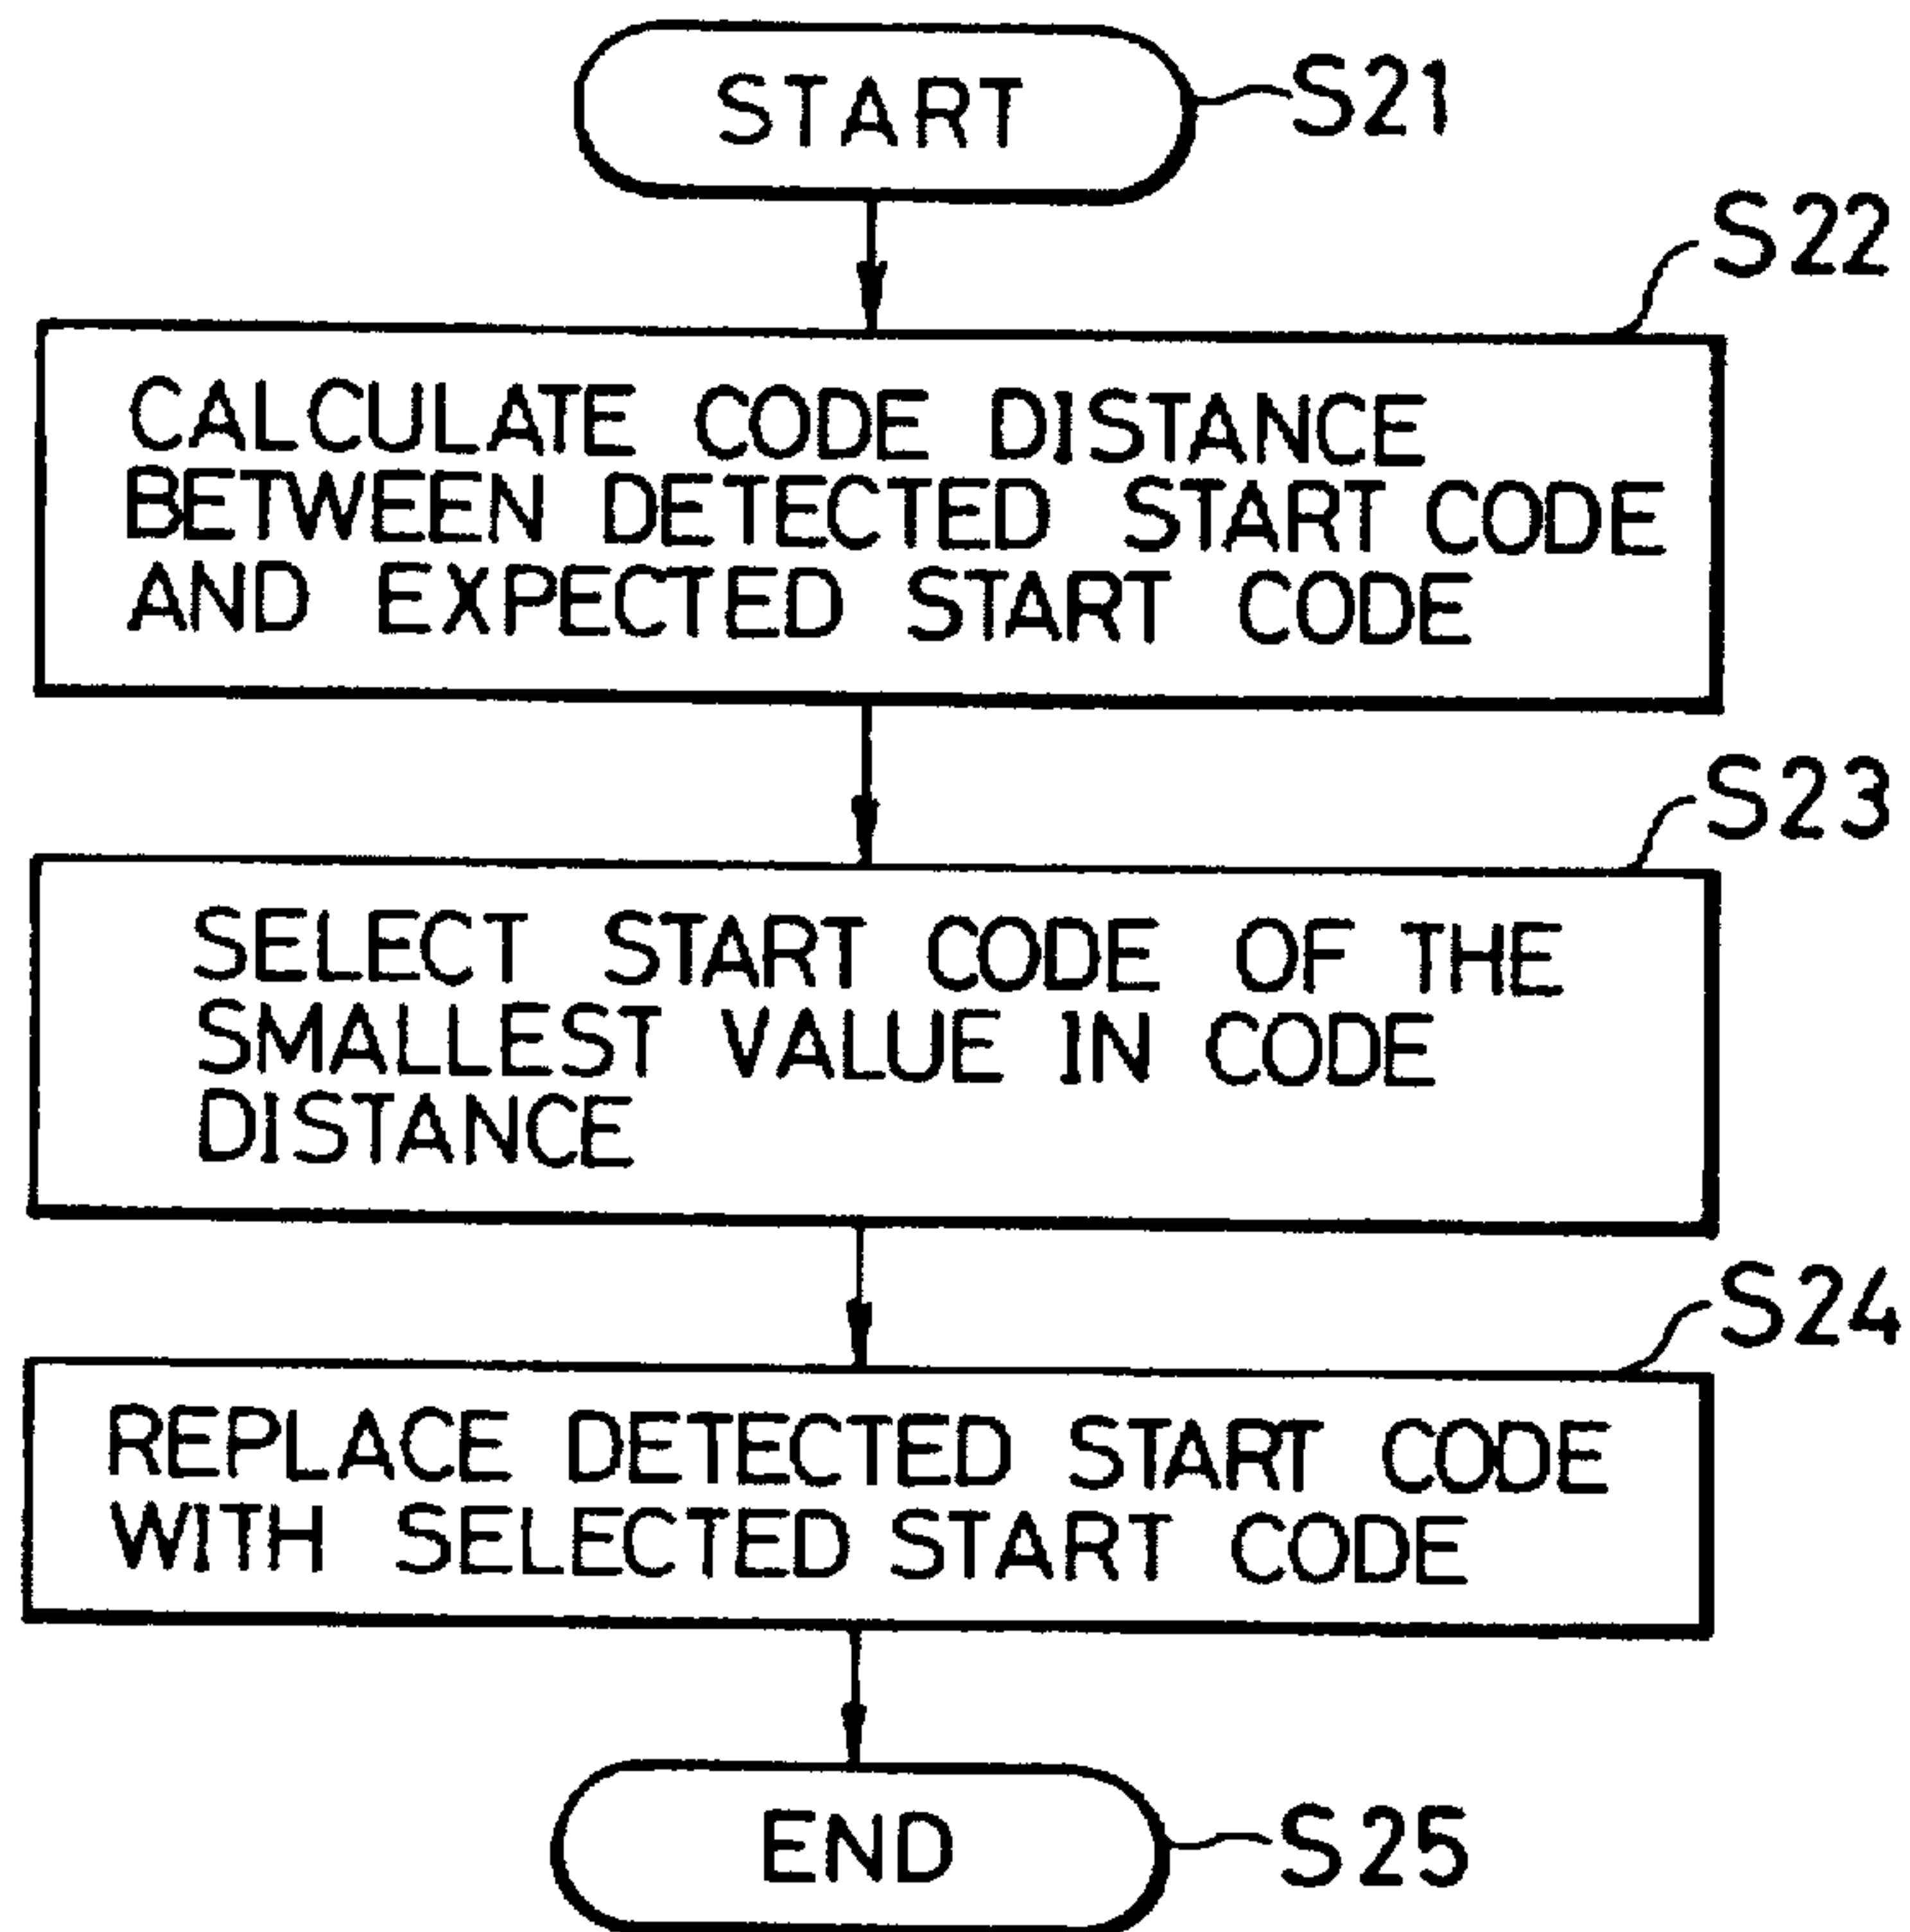 START
S21
S22
CALCULATE CODE DISTANCE
BETWEEN DETECTED START CODE
AND EXPECTED START CODE
S23
SELECT START CODE OF THE
SMALLEST VALUE IN CODE
DISTANCE
S24
REPLACE DETECTED START CODE
WITH SELECTED START CODE
END
S25